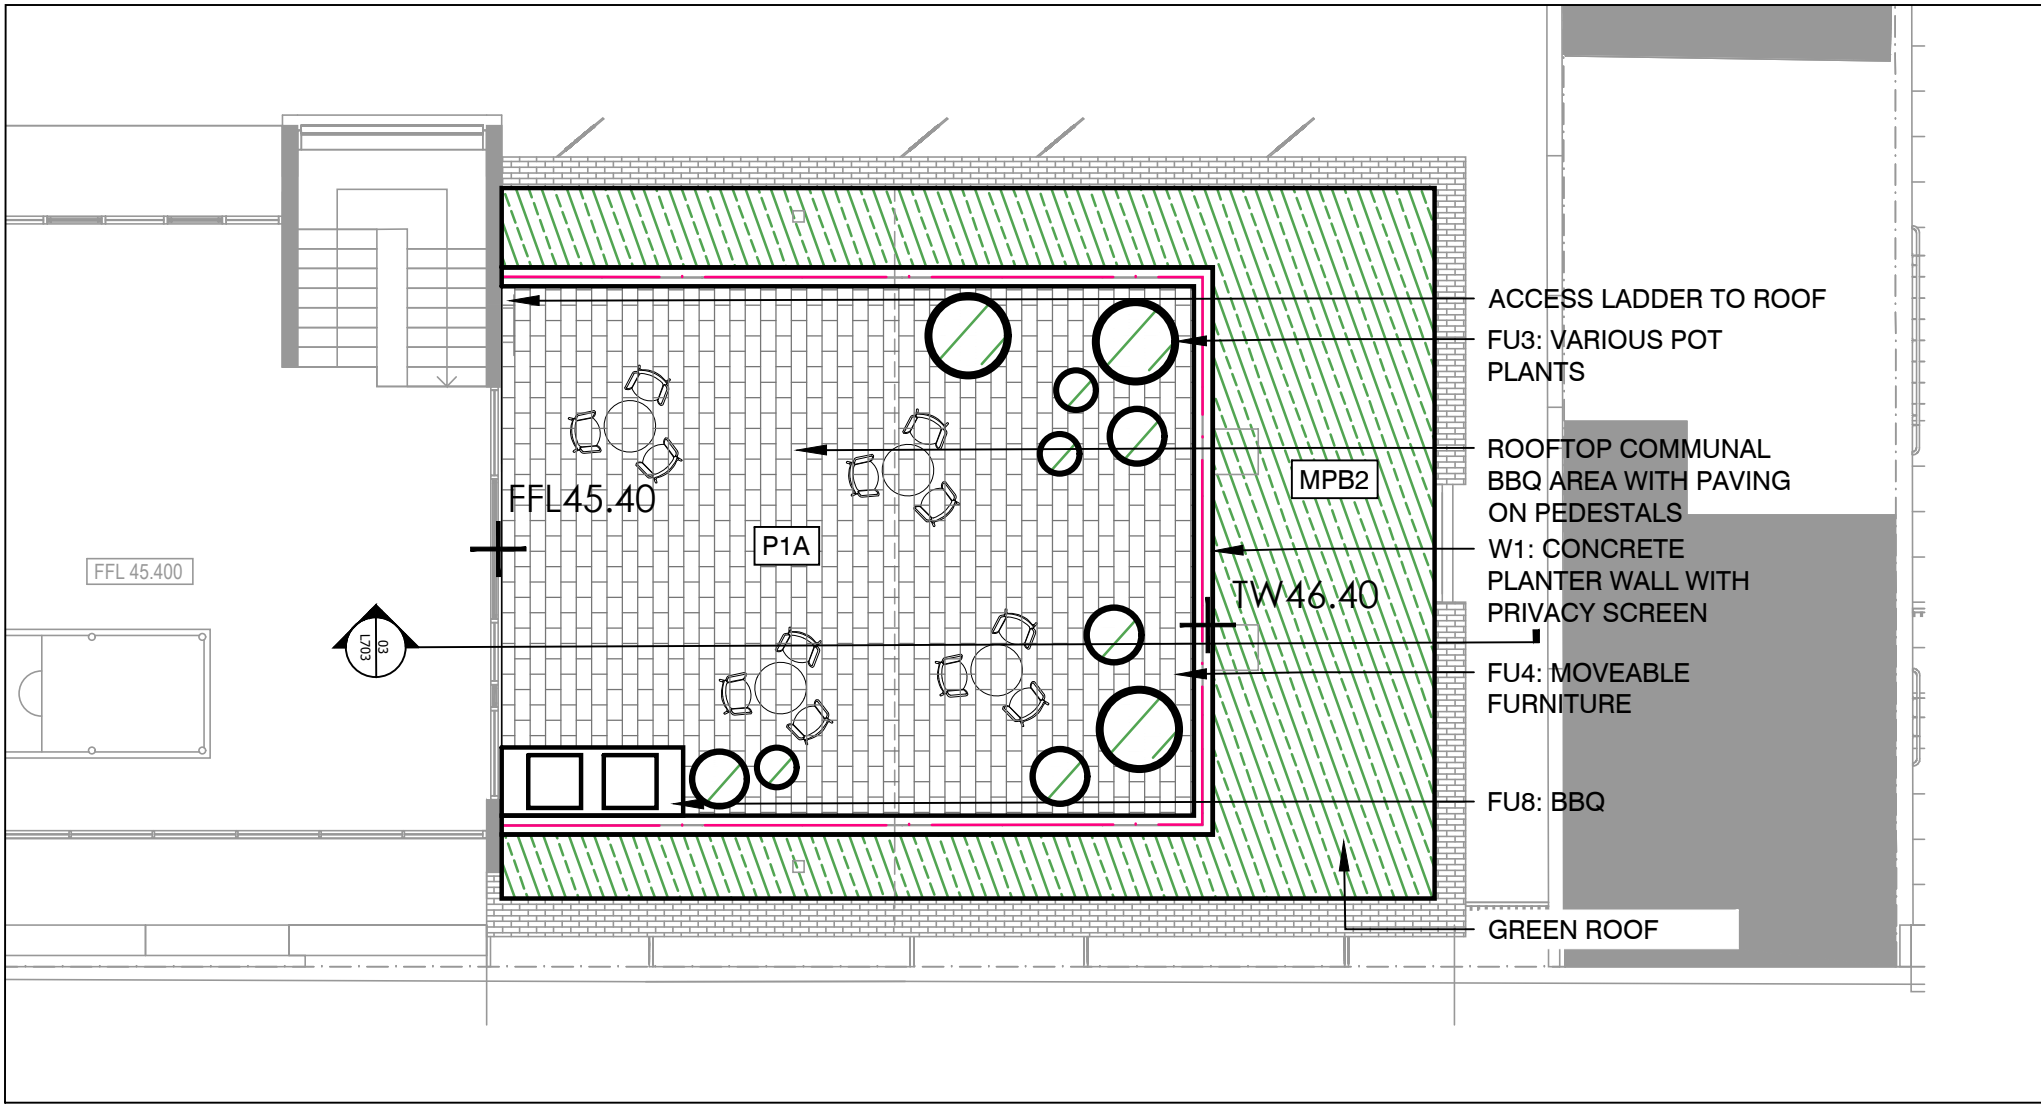 ACCESS LADDER TO ROOF
FU3: VARIOUS POT
PLANTS
ROOFTOP COMMUNAL
BBQ AREA WITH PAVING
ON PEDESTALS
MPB2
FFL45.40
P1A
W1: CONCRETE
PLANTER WALL WITH
PRIVACY SCREEN
FFL 45.400
TW46.40
03
L703
FU4: MOVEABLE
FURNITURE
FU8: BBQ
GREEN ROOF